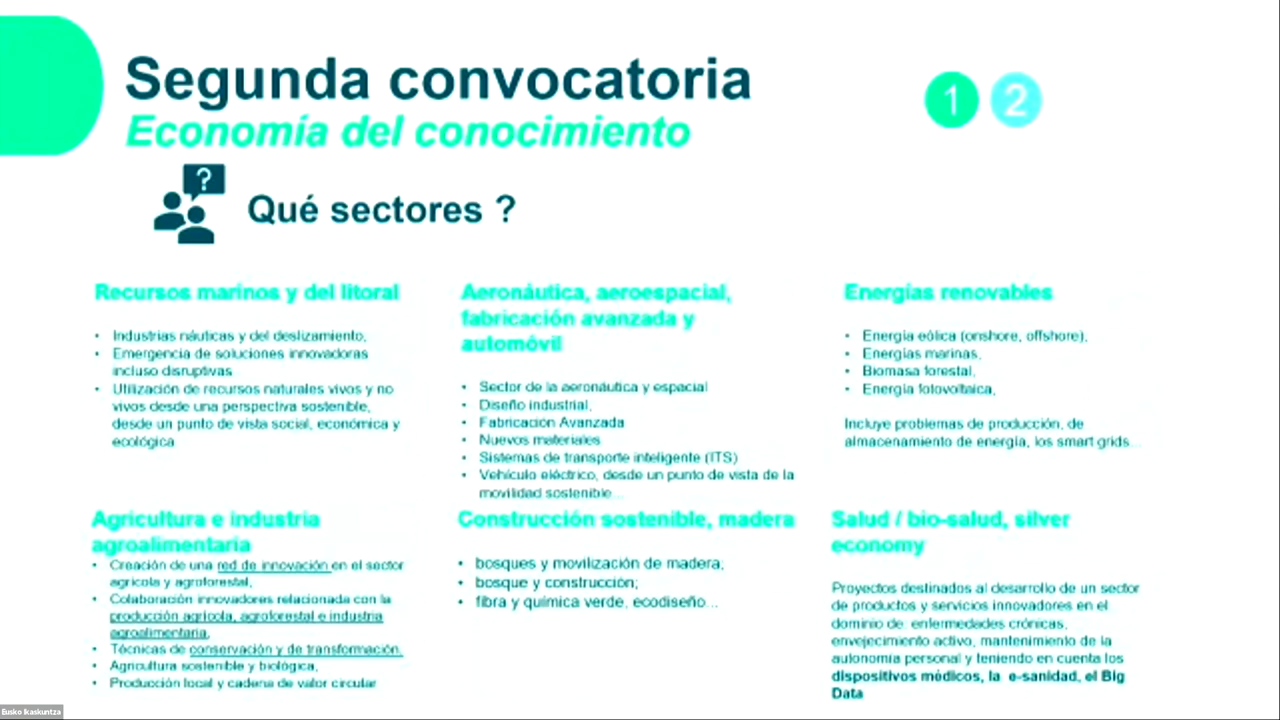 Segunda convocatoria
Economía del conocimiento
1 2
?
Qué sectores ?
Recursos marinos y del litoral
• Industrias náuticas y del deslizamiento,
• Emergencia de soluciones innovadoras
incluso disruptivas
• Utilización de recursos naturales vivos y no
vivos desde una perspectiva sostenible,
desde un punto de vista social, económica y
ecológica
Aeronáutica, aeroespacial,
fabricación avanzada y
automóvil
• Sector de la aeronáutica y espacial
• Diseño industrial,
• Fabricación Avanzada
• Nuevos materiales
• Sistemas de transporte inteligente (ITS)
• Vehículo eléctrico, desde un punto de vista de la
movilidad sostenible...
Energías renovables
• Energía eólica (onshore, offshore),
• Energías marinas,
• Biomasa forestal,
• Energía fotovoltaica,
Incluye problemas de producción, de
almacenamiento de energía, los smart grids...
Agricultura e industria
agroalimentaria
• Creación de una red de innovación en el sector
agrícola y agroforestal,
• Colaboración innovadores relacionada con la
producción agrícola, agroforestal e industria
agroalimentaria,
• Técnicas de conservación y de transformación,
• Agricultura sostenible y biológica,
• Producción local y cadena de valor circular
Construcción sostenible, madera
• bosques y movilización de madera;
• bosque y construcción;
• fibra y química verde, ecodiseño...
Salud / bio-salud, silver
economy
Proyectos destinados al desarrollo de un sector
de productos y servicios innovadores en el
dominio de: enfermedades crónicas,
envejecimiento activo, mantenimiento de la
autonomía personal y teniendo en cuenta los
dispositivos médicos, la e-sanidad, el Big
Data
Eusko Ikaskuntza